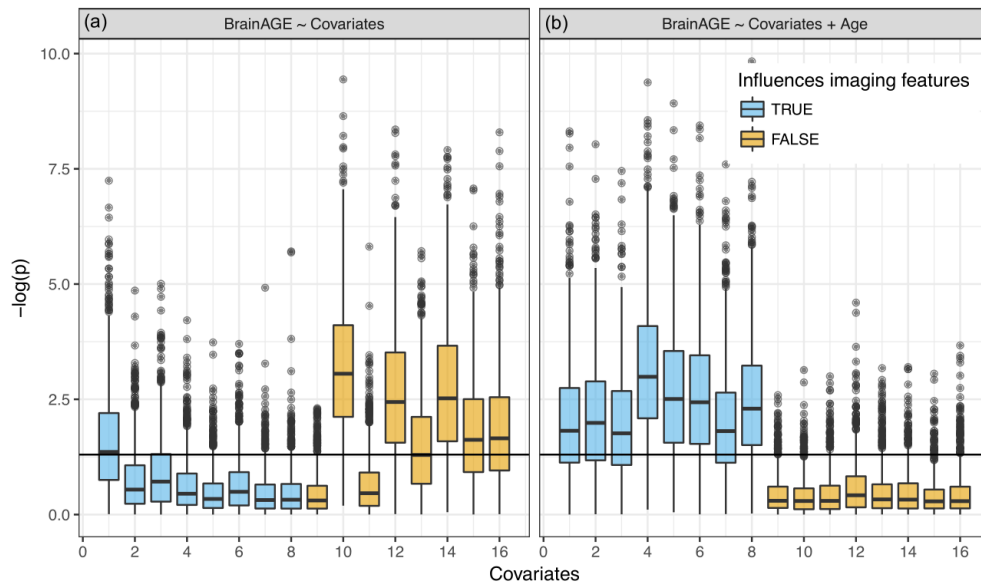 (a) BrainAGE ~ Covariates
(b) BrainAGE ~ Covariates + Age
Influences imaging features
TRUE
FALSE
−log(p)
10.0
7.5
5.0
2.5
0.0
0 2 4 6 8 10 12 14 16
0 2 4 6 8 10 12 14 16
Covariates